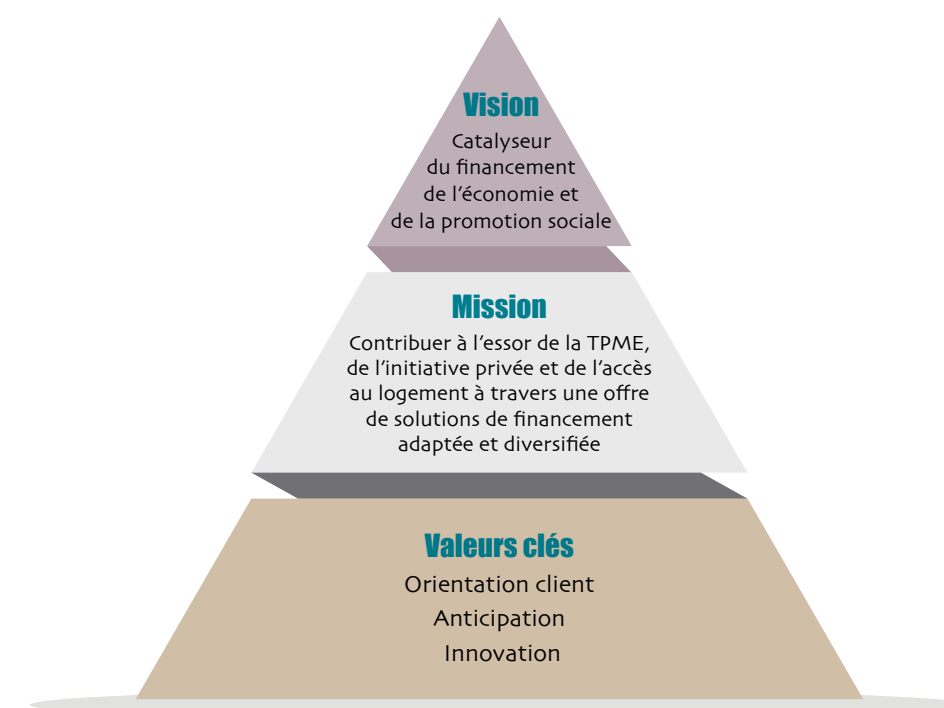 Vision
Catalyseur
du financement
de l'économie et
de la promotion sociale
Mission
Contribuer à l'essor de la TPME,
de l'initiative privée et de l'accès
au logement à travers une offre
de solutions de financement
adaptée et diversifiée
Valeurs clés
Orientation client
Anticipation
Innovation